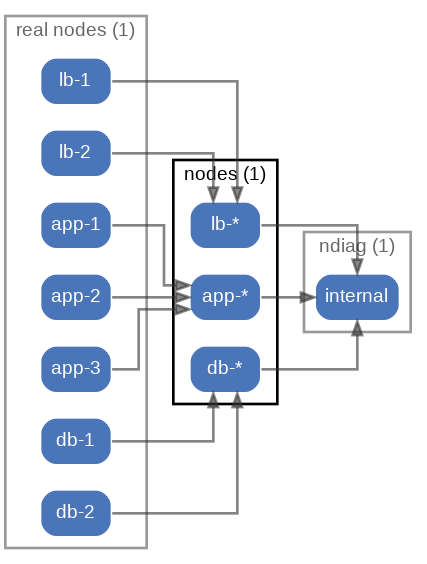 real nodes (1)
lb-1
lb-2
app-1
app-2
app-3
db-1
db-2
nodes (1)
lb-*
app-*
db-*
ndiag (1)
internal